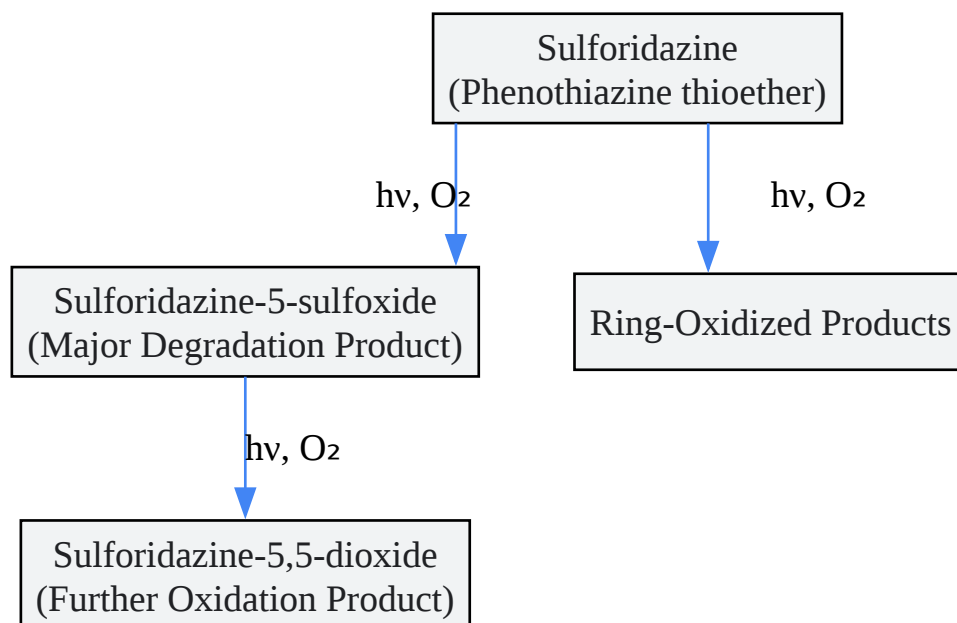 Sulforidazine
(Phenothiazine thioether)
hν, O₂
hν, O₂
Sulforidazine-5-sulfoxide
(Major Degradation Product)
Ring-Oxidized Products
hν, O₂
Sulforidazine-5,5-dioxide
(Further Oxidation Product)